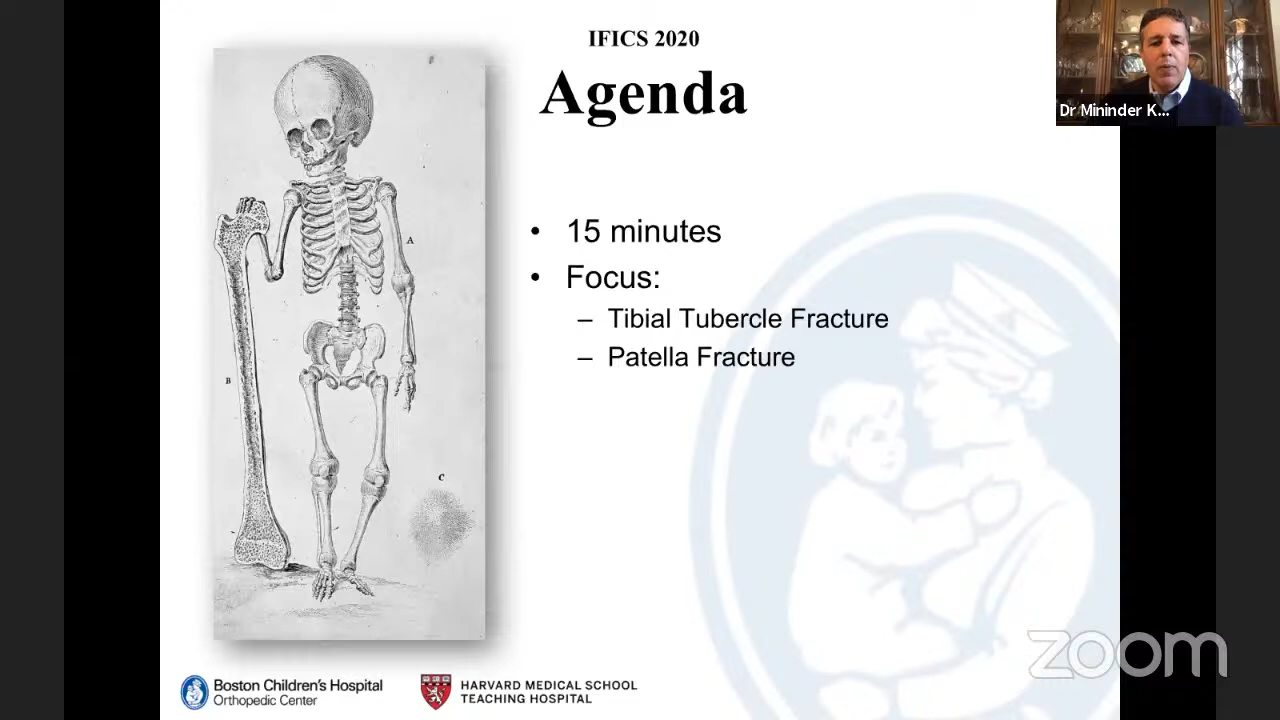 IFICS 2020
Agenda
• 15 minutes
• Focus:
– Tibial Tubercle Fracture
– Patella Fracture
A
B
C
Dr Mininder K...
Boston Children's Hospital
Orthopedic Center
HARVARD MEDICAL SCHOOL
TEACHING HOSPITAL
zoom